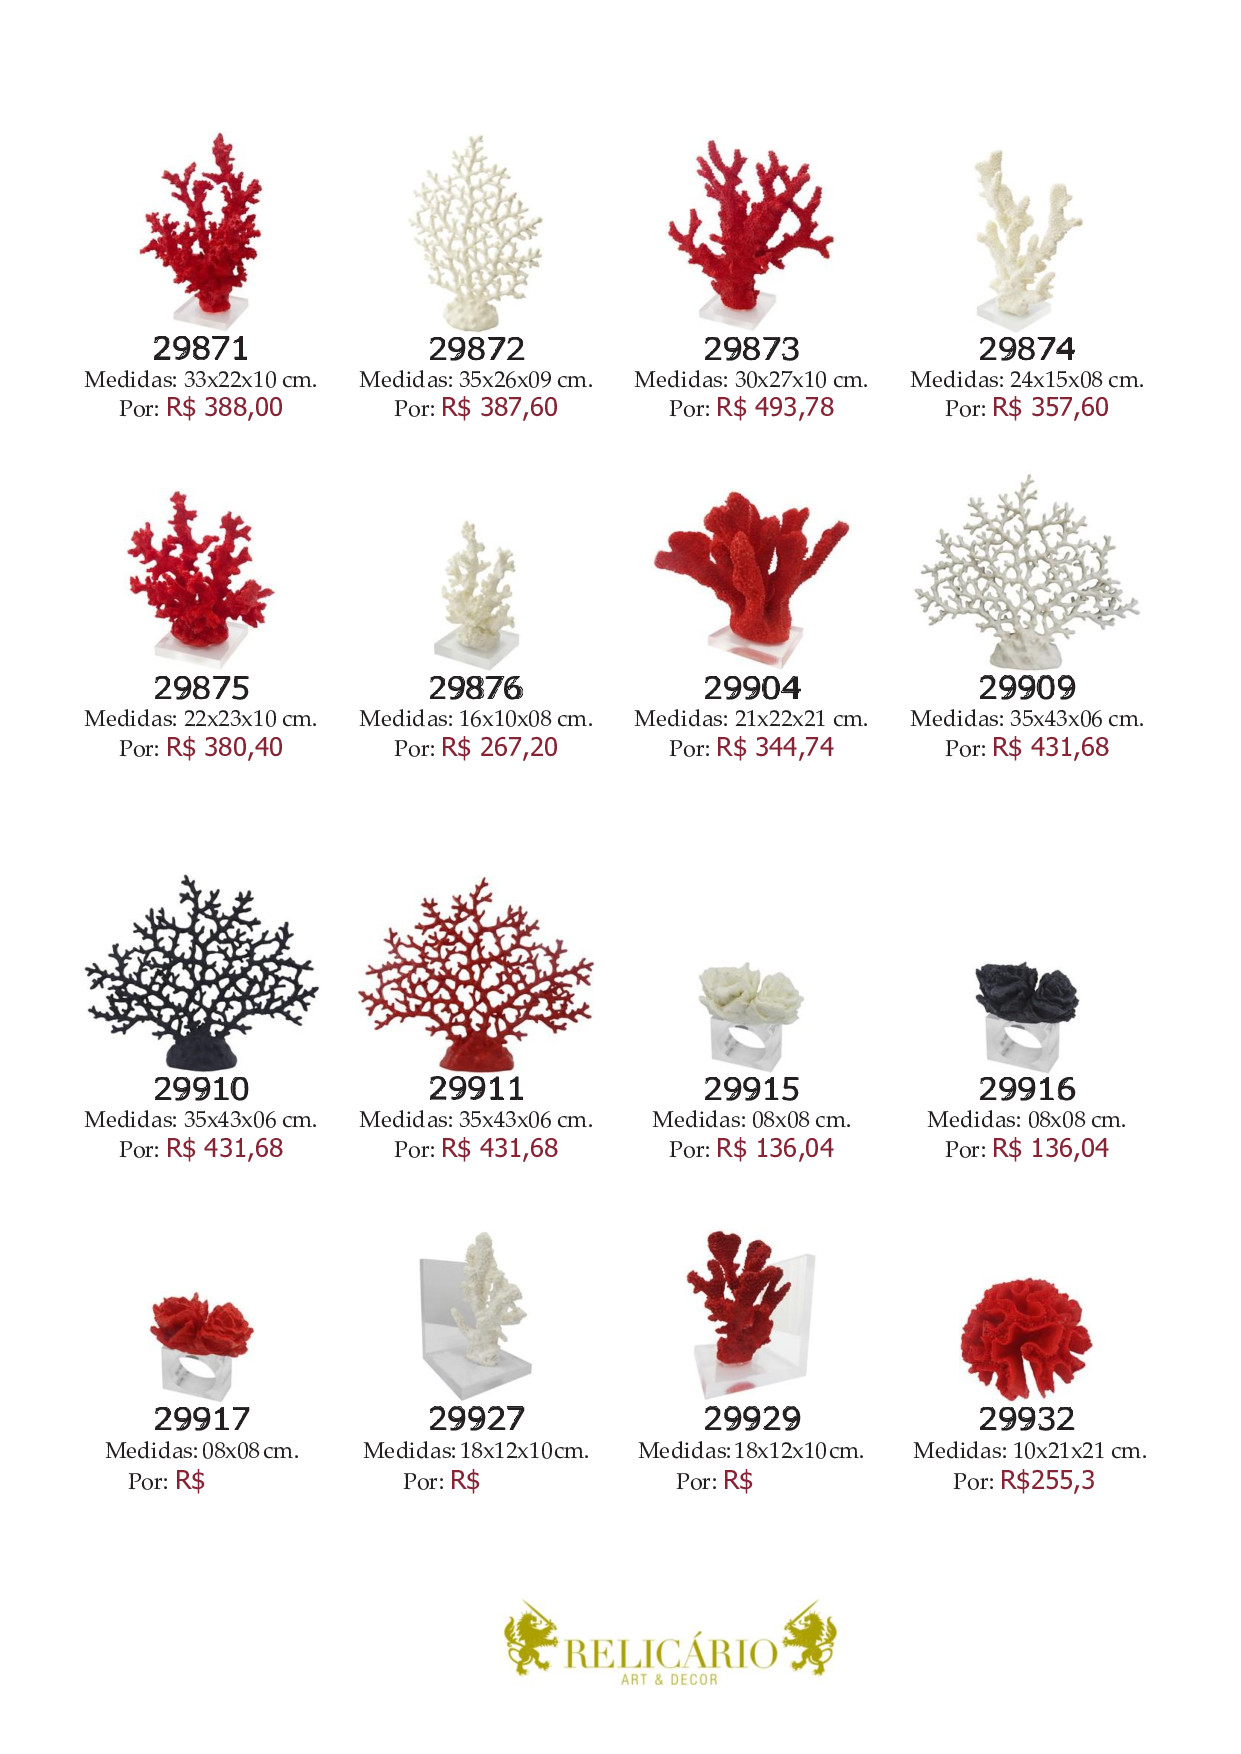 29871 29872 29873 29874
Medidas: 33x22x10 cm. Medidas: 35x26x09 cm. Medidas: 30x27x10 cm. Medidas: 24x15x08 cm.
Por: R$ 388,00 Por: R$ 387,60 Por: R$ 493,78 Por: R$ 357,60
29875 29876 29904 29909
Medidas: 22x23x10 cm. Medidas: 16x10x08 cm. Medidas: 21x22x21 cm. Medidas: 35x43x06 cm.
Por: R$ 380,40 Por: R$ 267,20 Por: R$ 344,74 Por: R$ 431,68
29910 29911 29915 29916
Medidas: 35x43x06 cm. Medidas: 35x43x06 cm. Medidas: 08x08 cm. Medidas: 08x08 cm.
Por: R$ 431,68 Por: R$ 431,68 Por: R$ 136,04 Por: R$ 136,04
29917 29927 29929 29932
Medidas: 08x08 cm. Medidas: 18x12x10 cm. Medidas: 18x12x10 cm. Medidas: 10x21x21 cm.
Por: R$ Por: R$ Por: R$ Por: R$255,3
RELICÁRIO
ART & DECOR